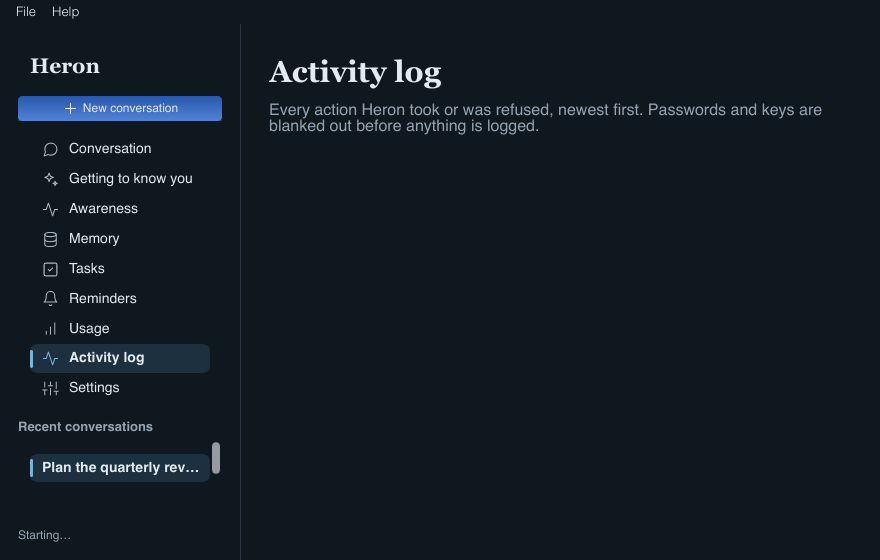 File Help
Heron
New conversation
Conversation
Getting to know you
Awareness
Memory
Tasks
Reminders
Usage
Activity log
Settings
Recent conversations
Plan the quarterly rev…
Starting…
Activity log
Every action Heron took or was refused, newest first. Passwords and keys are
blanked out before anything is logged.